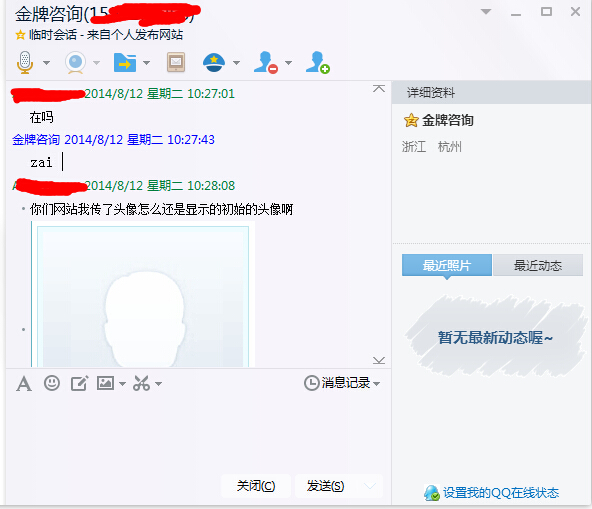 金牌咨询(15
临时会话 - 来自个人发布网站
2014/8/12 星期二 10:27:01
在吗
金牌咨询 2014/8/12 星期二 10:27:43
zai
2014/8/12 星期二 10:28:08
你们网站我传了头像怎么还是显示的初始的头像啊
消息记录
关闭(C)
发送(S)
详细资料
金牌咨询
浙江 杭州
最近照片
最近动态
暂无最新动态喔~
设置我的QQ在线状态